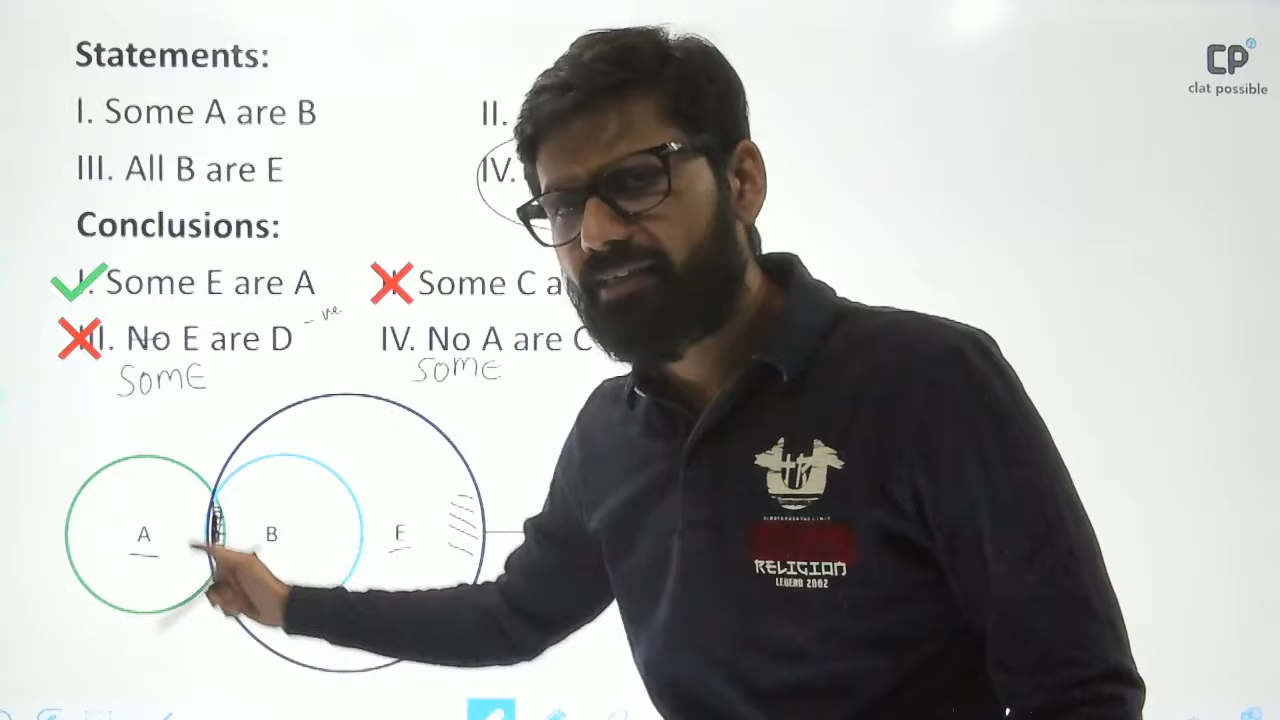 Statements:
I. Some A are B
II.
III. All B are E
IV.
Conclusions:
I. Some E are A
Some C
III. No E are D -ve
IV. No A are C
SOME
SOME
A
B
E
CP
clat possible
RELIGION
LEGEND 2002